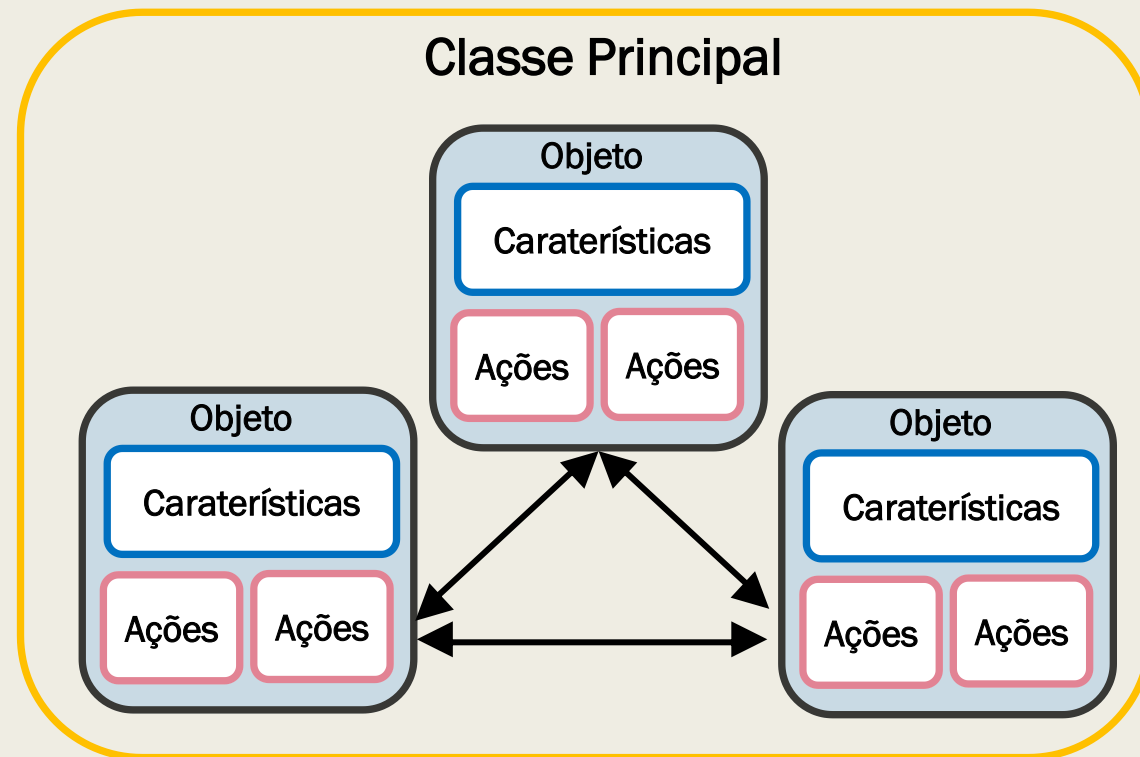 Classe Principal
Objeto
Caraterísticas
Ações
Ações
Objeto
Caraterísticas
Ações
Ações
Objeto
Caraterísticas
Ações
Ações